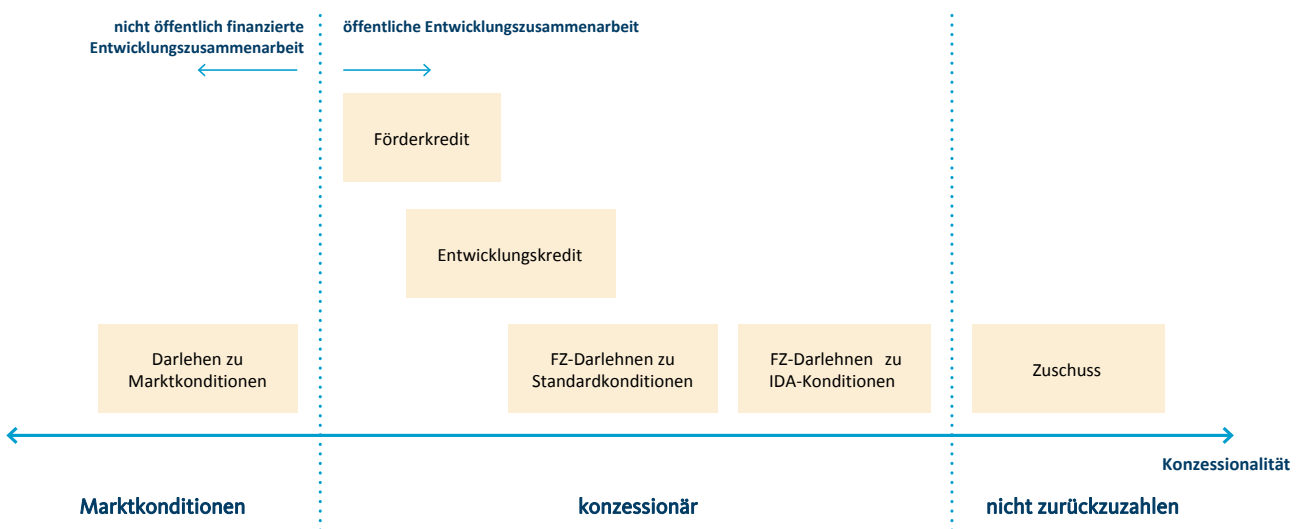 nicht öffentlich finanzierte
Entwicklungszusammenarbeit
öffentliche Entwicklungszusammenarbeit
Förderkredit
Entwicklungskredit
Darlehen zu
Marktkonditionen
FZ-Darlehnen zu
Standardkonditionen
FZ-Darlehnen zu
IDA-Konditionen
Zuschuss
Konzessionalität
Marktkonditionen
konzessionär
nicht zurückzuzahlen